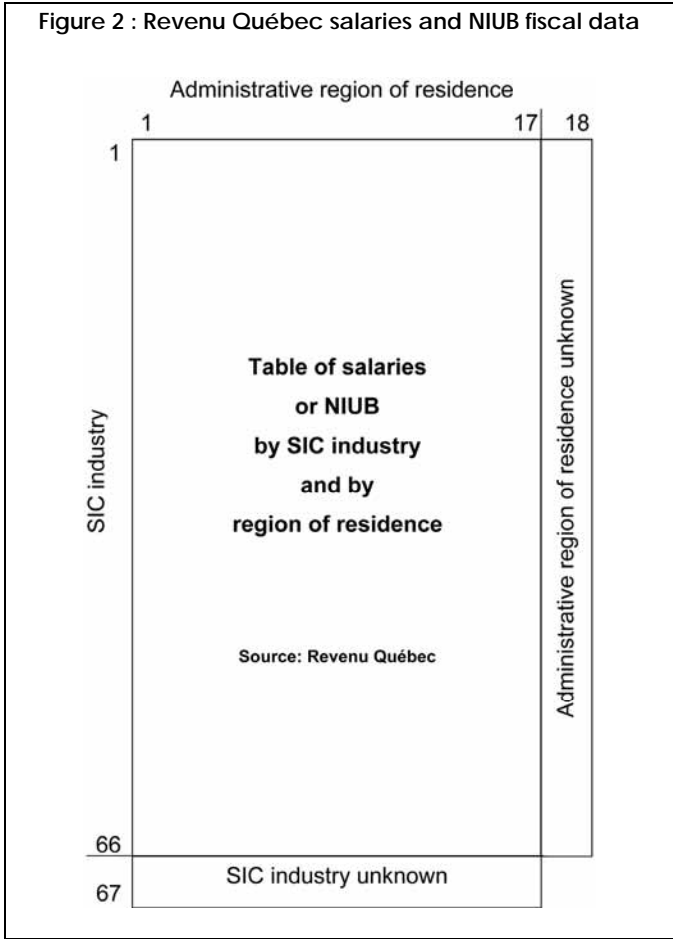 Figure 2 : Revenu Québec salaries and NIUB fiscal data
Administrative region of residence
1 17 18
1
Table of salaries
or NIUB
by SIC industry
and by
region of residence
SIC industry
Administrative region of residence unknown
Source: Revenu Québec
66
SIC industry unknown
67